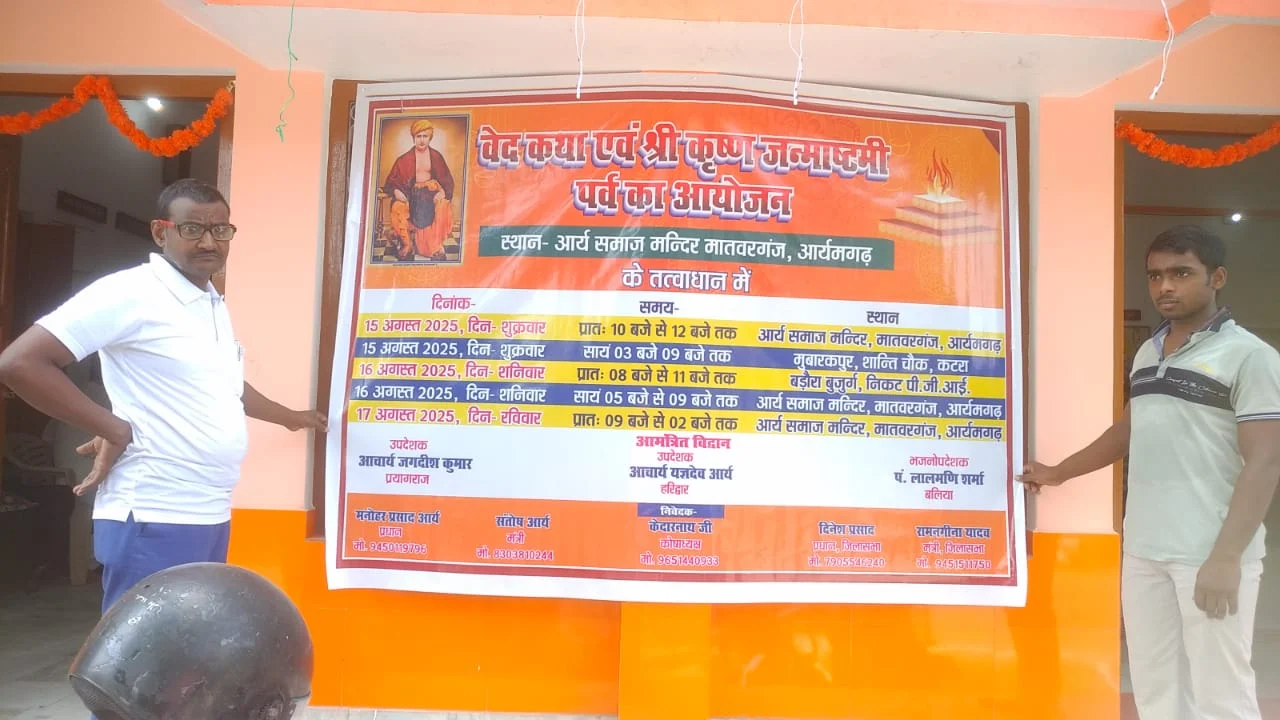 वेद कथा एवं श्री कृष्ण जन्माष्टमी
पर्व का आयोजन
स्थान- आर्य समाज मन्दिर मातवरगंज, आर्यमगढ़
के तत्वाधान में
दिनांक- समय- स्थान
15 अगस्त 2025, दिन- शुक्रवार प्रातः 10 बजे से 12 बजे तक आर्य समाज मन्दिर, मातवरगंज, आर्यमगढ़
15 अगस्त 2025, दिन- शुक्रवार सायं 03 बजे 09 बजे तक मुबारकपुर, शान्ति चौक, कटरा
16 अगस्त 2025, दिन- शनिवार प्रातः 08 बजे से 11 बजे तक बड़ौरा बुजुर्ग, निकट पी.जी.आई.
16 अगस्त 2025, दिन- शनिवार सायं 05 बजे से 09 बजे तक आर्य समाज मन्दिर, मातवरगंज, आर्यमगढ़
17 अगस्त 2025, दिन- रविवार प्रातः 09 बजे से 02 बजे तक आर्य समाज मन्दिर, मातवरगंज, आर्यमगढ़
आमंत्रित विद्वान
उपदेशक उपदेशक भजनोपदेशक
आचार्य जगदीश कुमार आचार्य यज्ञदेव आर्य पं. लालमणि शर्मा
प्रयागराज हरिद्वार बलिया
निवेदक-
मनोहर प्रसाद आर्य संतोष आर्य केदारनाथ जी दिनेश प्रसाद रामनगीना यादव
प्रधान मंत्री कोषाध्यक्ष प्रधान, जिलासभा मंत्री, जिलासभा
मो. 9450119796 मो. 8303810244 मो. 9651440933 मो. 7905546240 मो. 9451511750